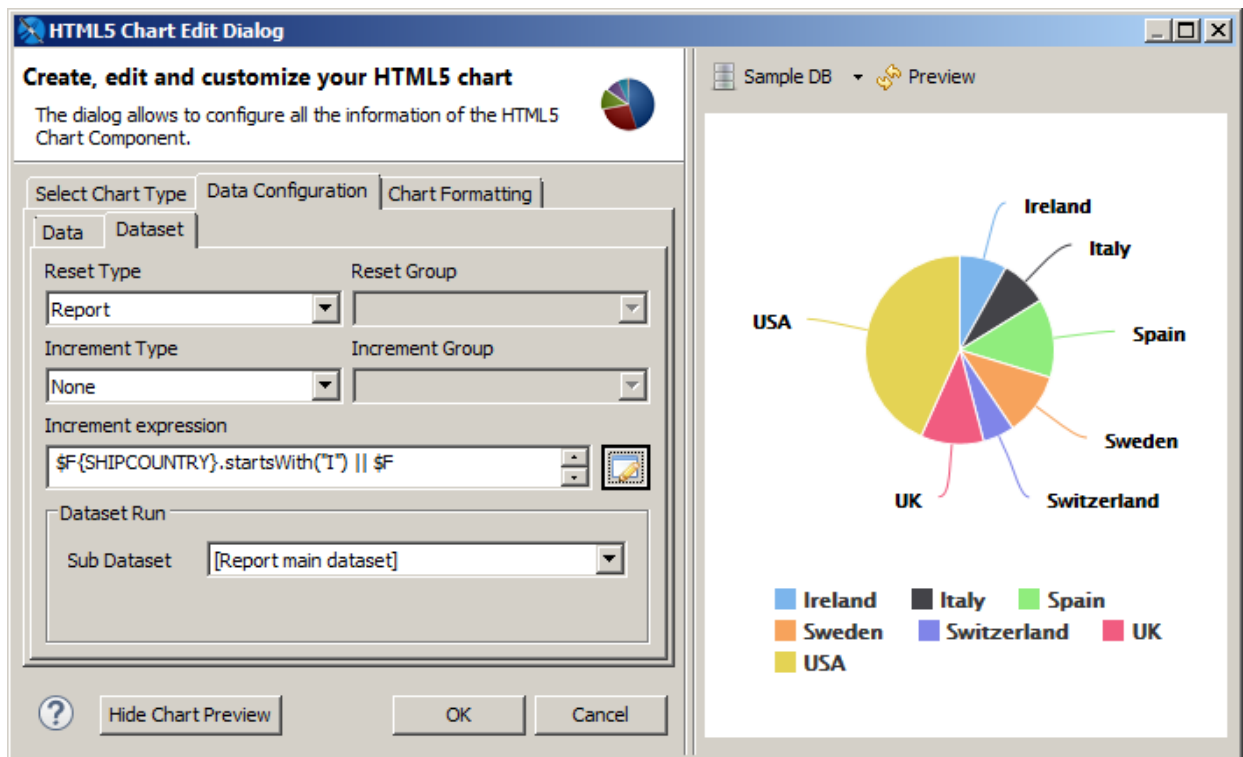 HTML5 Chart Edit Dialog
Create, edit and customize your HTML5 chart
The dialog allows to configure all the information of the HTML5
Chart Component.
Select Chart Type
Data Configuration
Chart Formatting
Data
Dataset
Reset Type
Reset Group
Report
Increment Type
Increment Group
None
Increment expression
$F{SHIPCOUNTRY}.startsWith("I") || $F
Dataset Run
Sub Dataset
[Report main dataset]
?
Hide Chart Preview
OK
Cancel
Sample DB
Preview
Ireland
Italy
USA
Spain
Sweden
UK
Switzerland
Ireland Italy Spain
Sweden Switzerland UK
USA